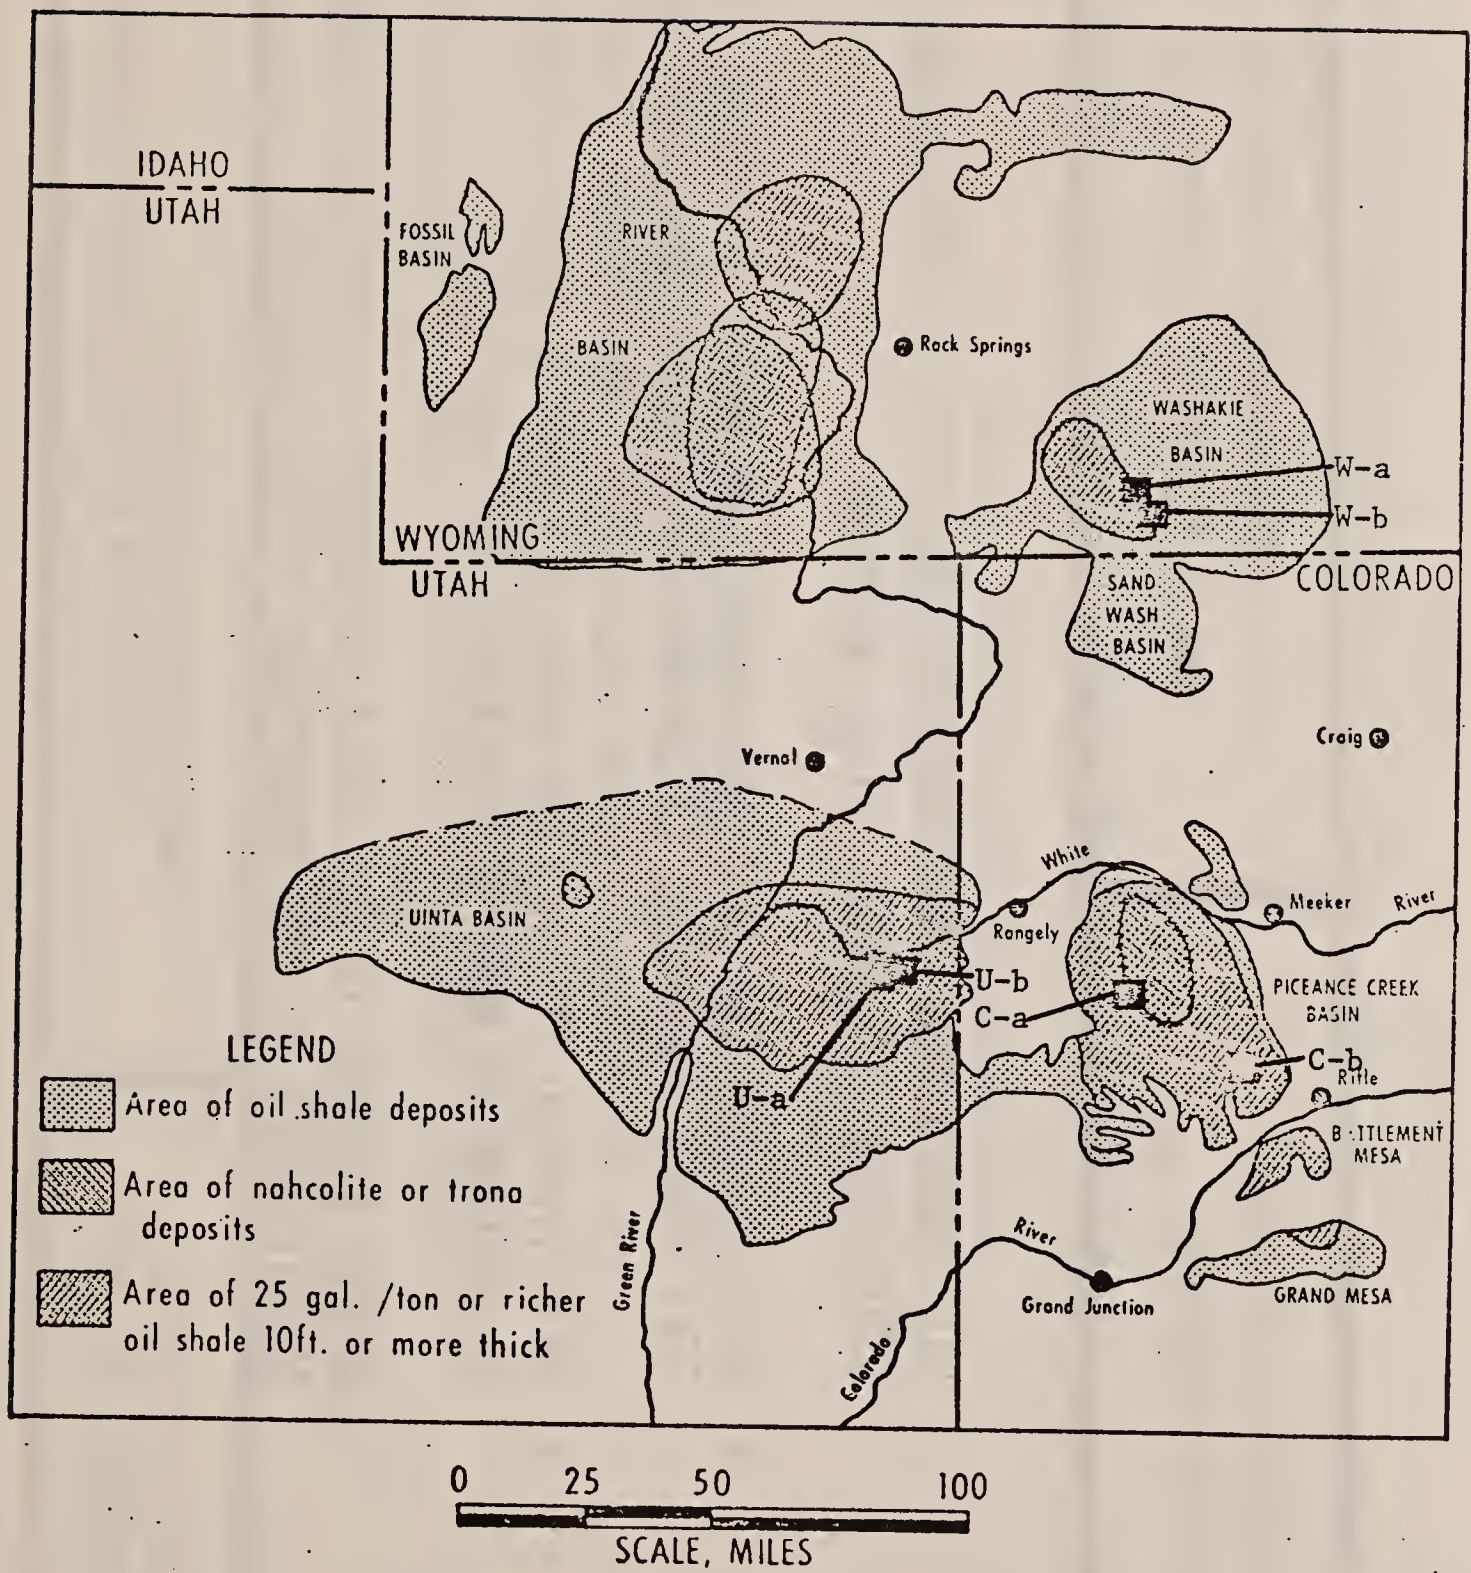 IDAHO
UTAH
FOSSIL
BASIN
RIVER
BASIN
Rock Springs
WASHAKIE
BASIN
W-a
W-b
WYOMING
UTAH
COLORADO
SAND
WASH
BASIN
Vernal
Craig
White
Meeker
River
Rangely
UINTA BASIN
U-b
C-a
PICEANCE CREEK
BASIN
C-b
Rifle
U-a
B TTLEMENT
MESA
LEGEND
Area of oil shale deposits
Area of nahcolite or trona
deposits
Area of 25 gal. /ton or richer
oil shale 10ft. or more thick
Green River
River
Colorado
Grand Junction
GRAND MESA
0 25 50 100
SCALE, MILES